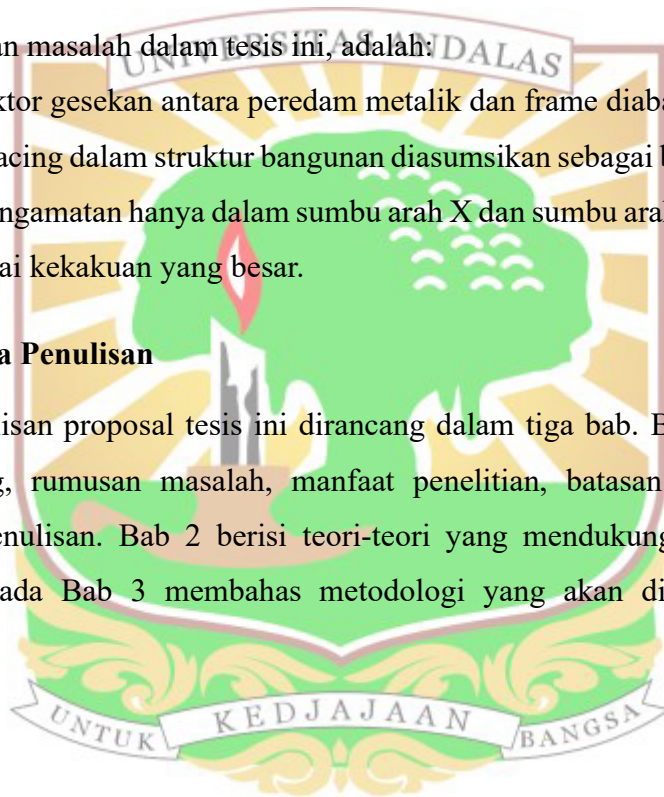 an masalah dalam tesis ini, adalah:
UNIVERSITAS ANDALAS
ktor gesekan antara peredam metalik dan frame diaba
acing dalam struktur bangunan diasumsikan sebagai b
ngamatan hanya dalam sumbu arah X dan sumbu arah
ai kekakuan yang besar.
a Penulisan
lisan proposal tesis ini dirancang dalam tiga bab. B
g, rumusan masalah, manfaat penelitian, batasan
enulisan. Bab 2 berisi teori-teori yang mendukung
ada Bab 3 membahas metodologi yang akan di
UNTUK KEDJAJAAN BANGSA